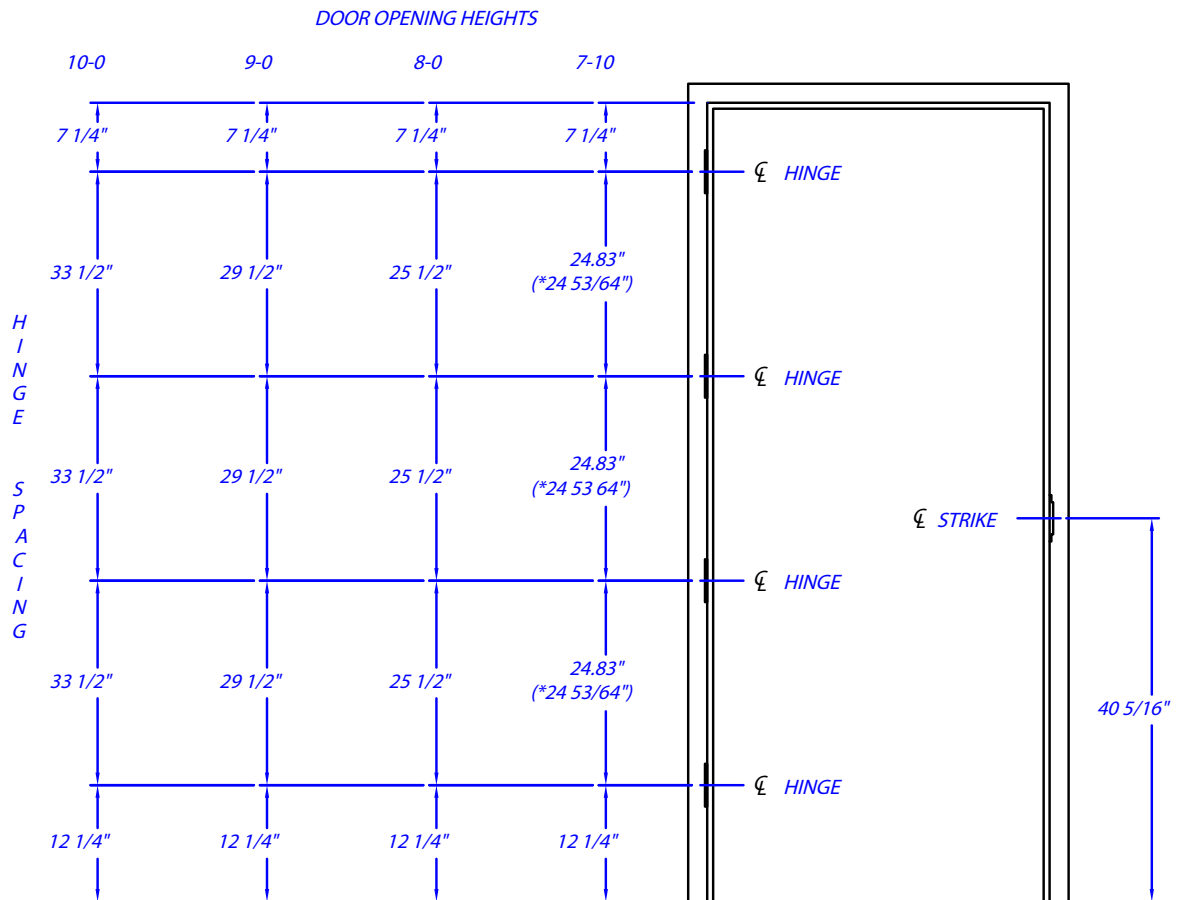 DOOR OPENING HEIGHTS
10-0 9-0 8-0 7-10
7 1/4" 7 1/4" 7 1/4" 7 1/4"
℄ HINGE
33 1/2" 29 1/2" 25 1/2" 24.83"
(*24 53/64")
HINGE
℄ HINGE
33 1/2" 29 1/2" 25 1/2" 24.83"
(*24 53 64")
SPACING
℄ STRIKE
℄ HINGE
33 1/2" 29 1/2" 25 1/2" 24.83"
(*24 53/64")
40 5/16"
℄ HINGE
12 1/4" 12 1/4" 12 1/4" 12 1/4"